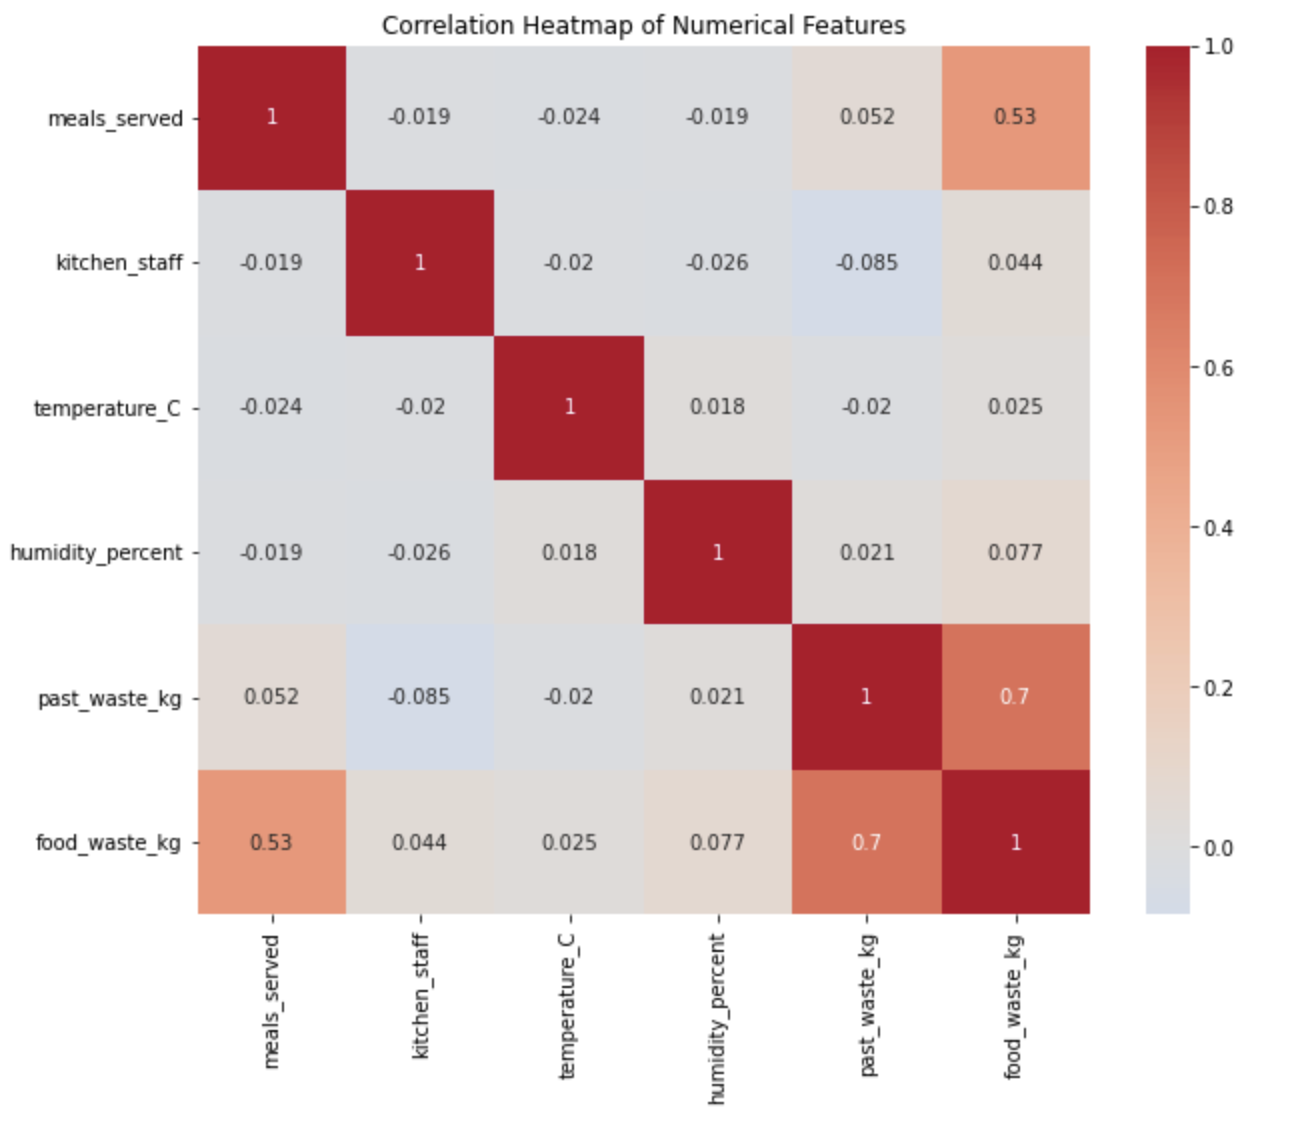 Correlation Heatmap of Numerical Features
meals_served 1 -0.019 -0.024 -0.019 0.052 0.53
kitchen_staff -0.019 1 -0.02 -0.026 -0.085 0.044
temperature_C -0.024 -0.02 1 0.018 -0.02 0.025
humidity_percent -0.019 -0.026 0.018 1 0.021 0.077
past_waste_kg 0.052 -0.085 -0.02 0.021 1 0.7
food_waste_kg 0.53 0.044 0.025 0.077 0.7 1
meals_served
kitchen_staff
temperature_C
humidity_percent
past_waste_kg
food_waste_kg
1.0
0.8
0.6
0.4
0.2
0.0